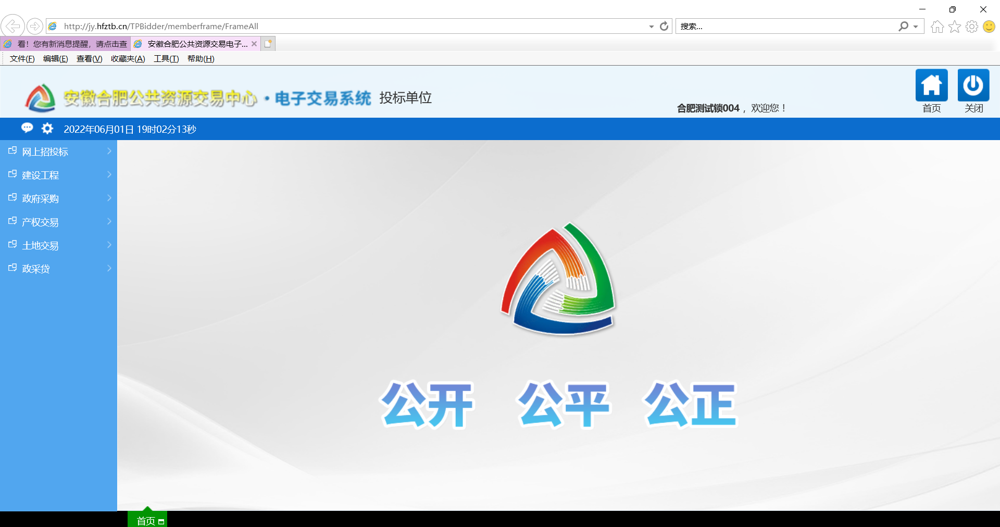 http://jy.hfztb.cn/TPBidder/memberframe/FrameAll
搜索...
看！您有新消息提醒，请点击查
安徽合肥公共资源交易电子...
文件(F) 编辑(E) 查看(V) 收藏夹(A) 工具(T) 帮助(H)
安徽合肥公共资源交易中心·电子交易系统 投标单位
合肥测试锁004 ，欢迎您！
首页
关闭
2022年06月01日 19时02分13秒
网上招投标
建设工程
政府采购
产权交易
土地交易
政采贷
公开 公平 公正
首页